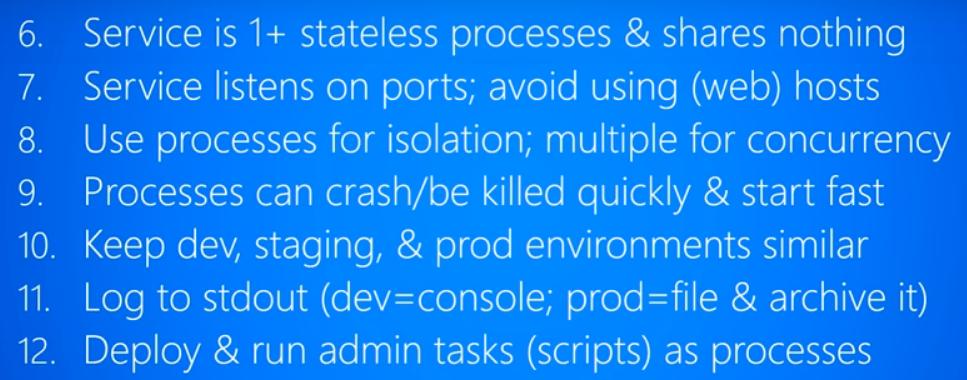 6. Service is 1+ stateless processes & shares nothing
7. Service listens on ports; avoid using (web) hosts
8. Use processes for isolation; multiple for concurrency
9. Processes can crash/be killed quickly & start fast
10. Keep dev, staging, & prod environments similar
11. Log to stdout (dev=console; prod=file & archive it)
12. Deploy & run admin tasks (scripts) as processes